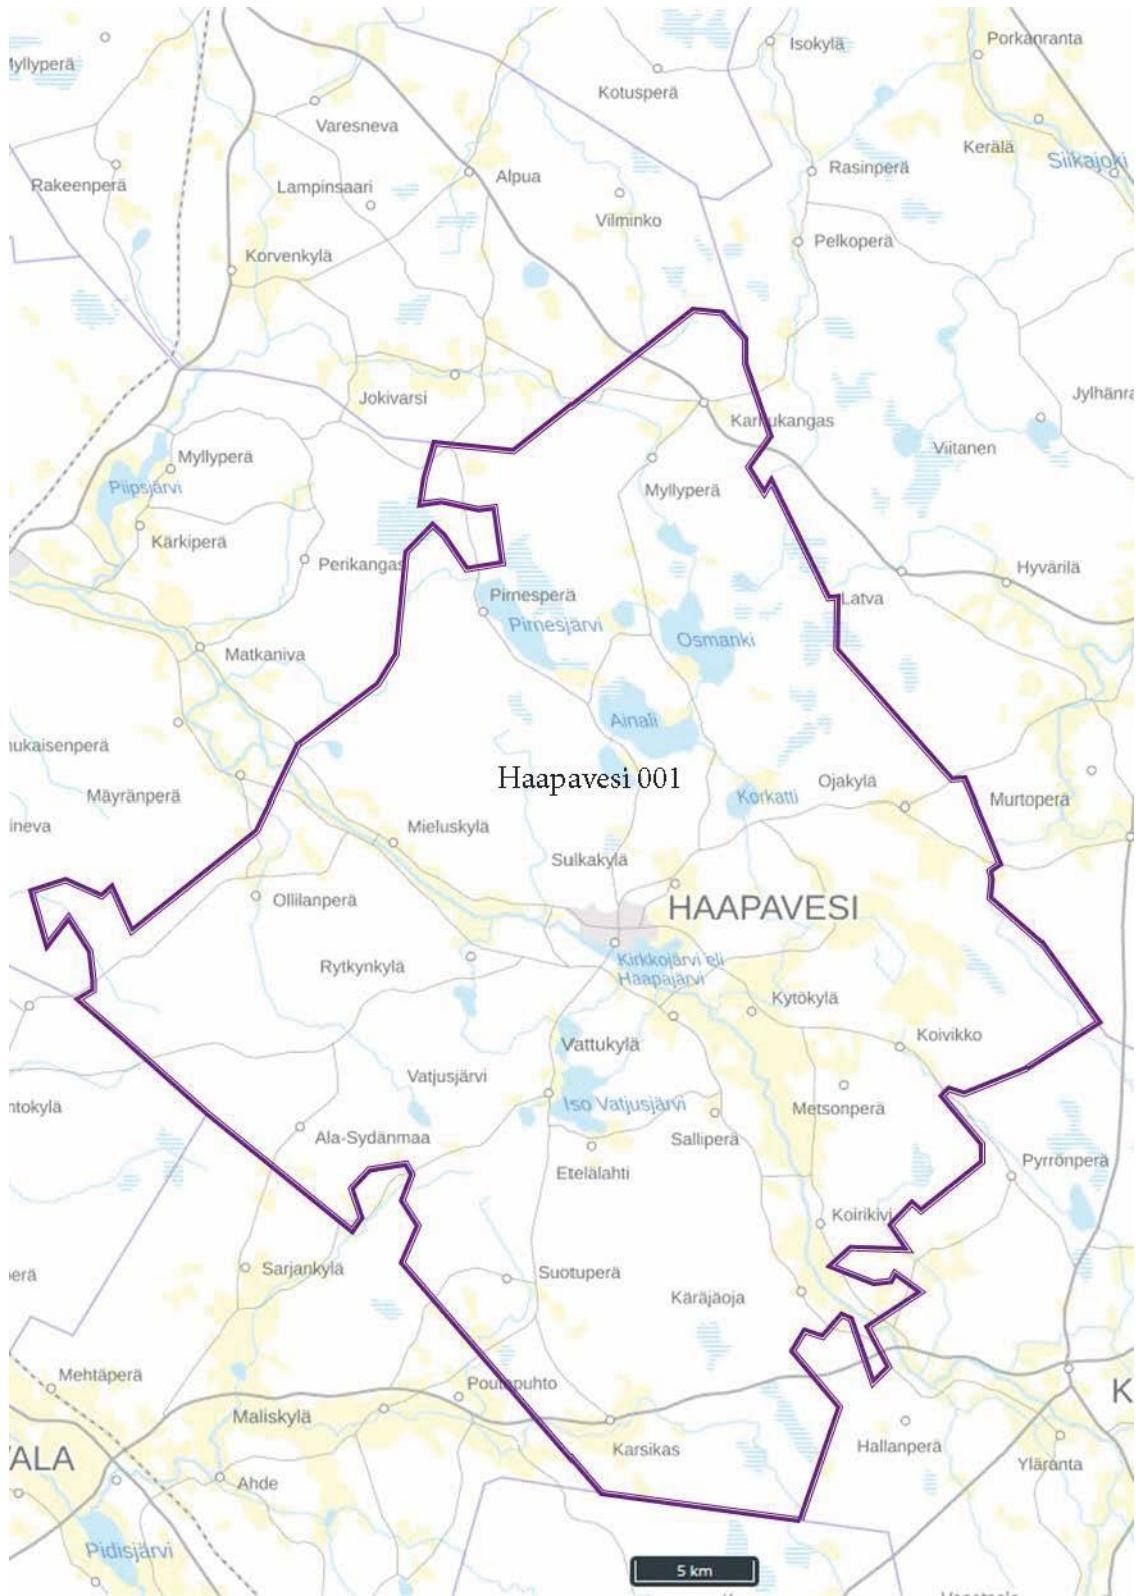 Isokylä
Porkanranta
Myllyperä
Kotusperä
Varesneva
Kerälä
Siikajoki
Rakeenperä
Lampinsaari
Alpua
Rasinperä
Vilminko
Pelkoperä
Korvenkylä
Jokivarsi
Jylhänra
Karhukangas
Viitanen
Myllyperä
Piipsjärvi
Myllyperä
Kärkiperä
Perikangas
Hyvärilä
Pirnesperä
Latva
Pirnesjärvi
Osmanki
Matkaniva
Ainali
nukaisenperä
Haapavesi 001
Ojakylä
Mäyränperä
Korkatti
Murtoperä
ineva
Mieluskylä
Sulkakylä
Ollilanperä
HAAPAVESI
Rytkynkylä
Kirkkojärvi eli
Haapajärvi
Kytökylä
Koivikko
Vattukylä
Vatjusjärvi
Iso Vatjusjärvi
Metsonperä
ntokylä
Ala-Sydänmaa
Salliperä
Pyrrönperä
Etelälahti
Koirikivi
Sarjankylä
Suotuperä
perä
Käräjäoja
Mehtäperä
Poutapuhto
K
Maliskylä
Karsikas
Hallanperä
ALA
Yläranta
Ahde
Pidisjärvi
5 km